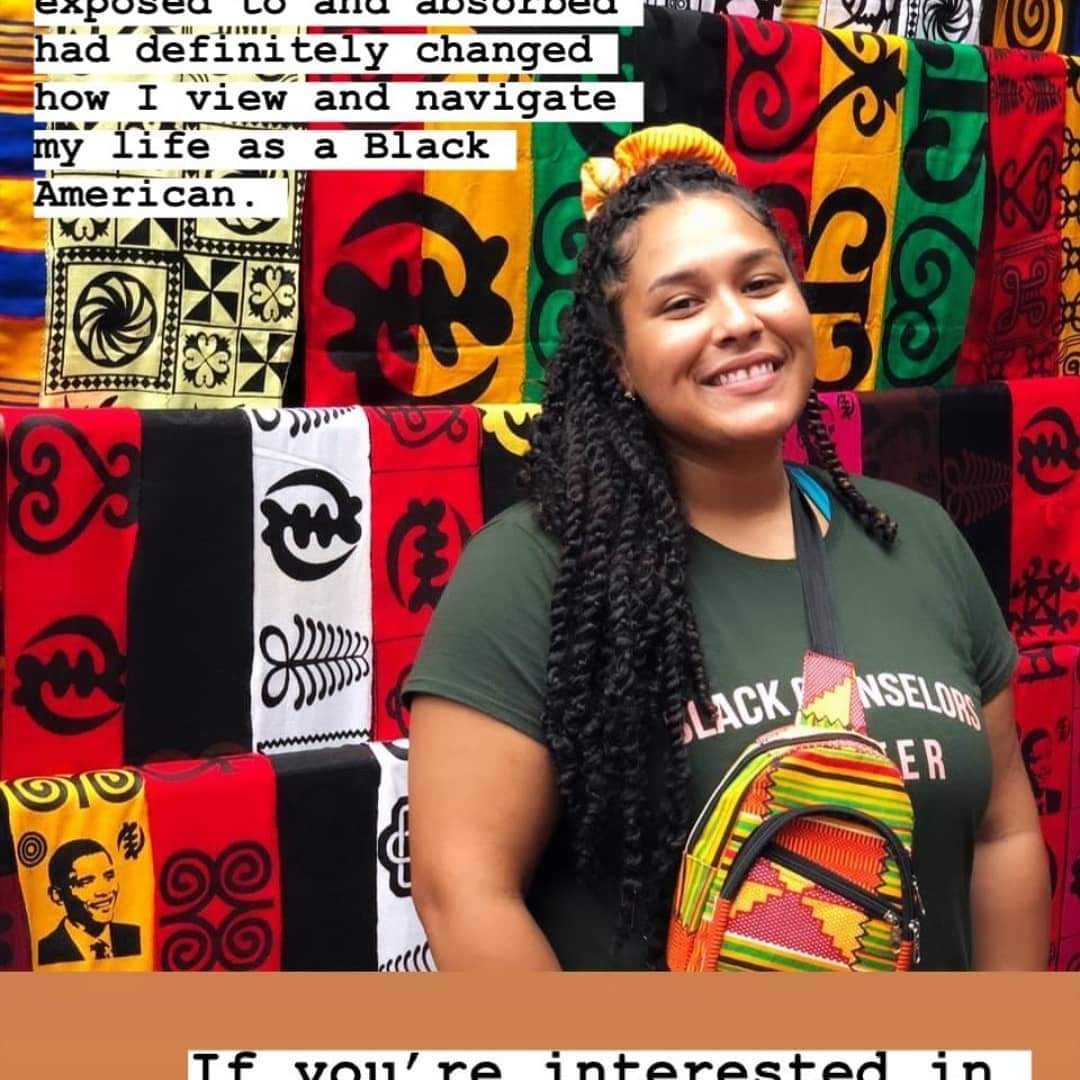 exposed to and absorbed
had definitely changed
how I view and navigate
my life as a Black
American.
If you're interested in